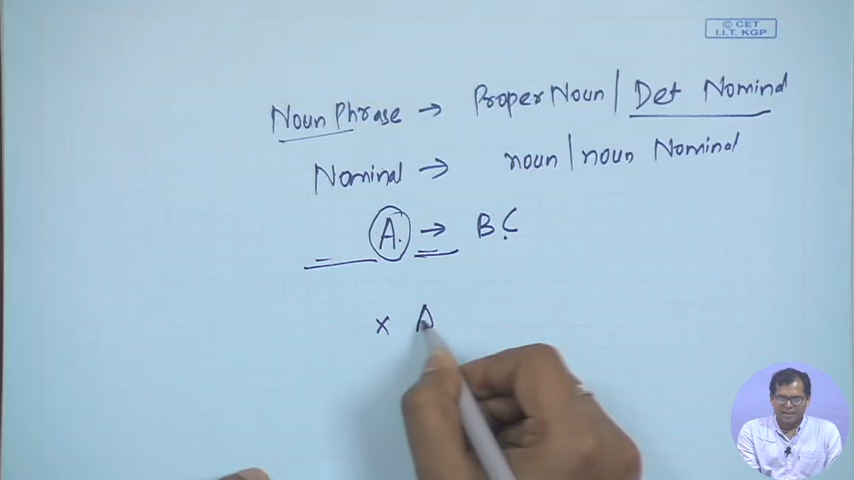 © CET
I.I.T. KGP
Noun Phrase → Proper Noun | Det Nominal
Nominal → noun | noun Nominal
A. → B C
x A